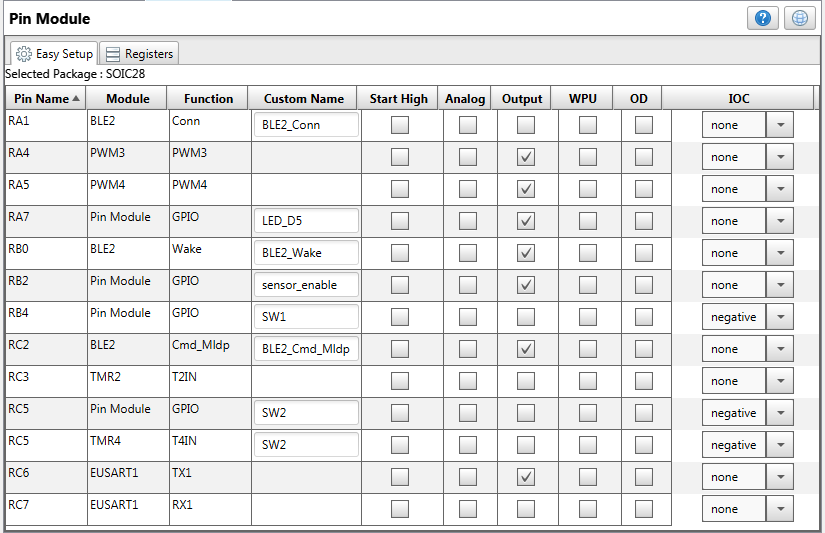 Pin Module
Easy Setup Registers
Selected Package : SOIC28
Pin Name Module Function Custom Name Start High Analog Output WPU OD IOC
RA1 BLE2 Conn BLE2_Conn none
RA4 PWM3 PWM3 none
RA5 PWM4 PWM4 none
RA7 Pin Module GPIO LED_D5 none
RB0 BLE2 Wake BLE2_Wake none
RB2 Pin Module GPIO sensor_enable none
RB4 Pin Module GPIO SW1 negative
RC2 BLE2 Cmd_Mldp BLE2_Cmd_Mldp none
RC3 TMR2 T2IN none
RC5 Pin Module GPIO SW2 negative
RC5 TMR4 T4IN SW2 negative
RC6 EUSART1 TX1 none
RC7 EUSART1 RX1 none